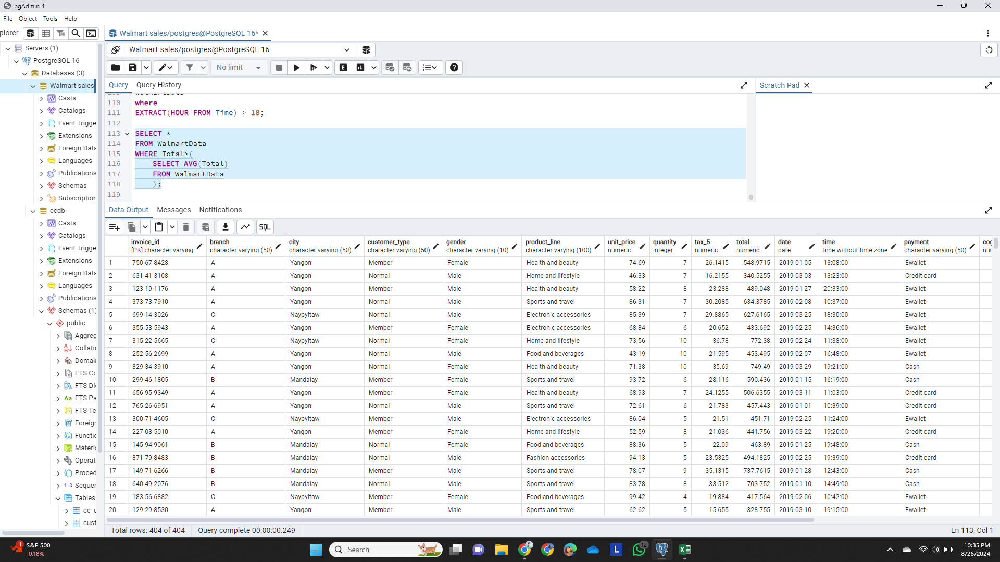 pgAdmin 4
File Object Tools Help
plorer
Walmart sales/postgres@PostgreSQL 16*
Servers (1)
PostgreSQL 16
Databases (3)
Walmart sales
Casts
Catalogs
Event Trigge
Extensions
Foreign Data
Languages
Publications
Schemas
Subscription
ccdb
Casts
Catalogs
Event Trigge
Extensions
Foreign Data
Languages
Publications
Schemas (1)
public
Aggreg
Collatio
Domain
FTS Co
FTS Di
Aa FTS Pa
FTS Te
Foreign
Functio
Materia
Operat
Proced
1..3 Sequen
Tables
cc_c
cust
Walmart sales/postgres@PostgreSQL 16
No limit
E
Query Query History
Scratch Pad
110 where
111 EXTRACT(HOUR FROM Time) > 18;
112
113 SELECT *
114 FROM WalmartData
115 WHERE Total>(
116 SELECT AVG(Total)
117 FROM WalmartData
118 );
119
Data Output Messages Notifications
SQL
invoice_id branch city customer_type gender product_line unit_price quantity tax_5 total date time payment cog
[PK] character varying character varying (50) character varying (50) character varying (50) character varying (10) character varying (100) numeric integer numeric numeric date time without time zone character varying (50) nun
1 750-67-8428 A Yangon Member Female Health and beauty 74.69 7 26.1415 548.9715 2019-01-05 13:08:00 Ewallet
2 631-41-3108 A Yangon Normal Male Home and lifestyle 46.33 7 16.2155 340.5255 2019-03-03 13:23:00 Credit card
3 123-19-1176 A Yangon Member Male Health and beauty 58.22 8 23.288 489.048 2019-01-27 20:33:00 Ewallet
4 373-73-7910 A Yangon Normal Male Sports and travel 86.31 7 30.2085 634.3785 2019-02-08 10:37:00 Ewallet
5 699-14-3026 C Naypyitaw Normal Male Electronic accessories 85.39 7 29.8865 627.6165 2019-03-25 18:30:00 Ewallet
6 355-53-5943 A Yangon Member Female Electronic accessories 68.84 6 20.652 433.692 2019-02-25 14:36:00 Ewallet
7 315-22-5665 C Naypyitaw Normal Female Home and lifestyle 73.56 10 36.78 772.38 2019-02-24 11:38:00 Ewallet
8 252-56-2699 A Yangon Normal Male Food and beverages 43.19 10 21.595 453.495 2019-02-07 16:48:00 Ewallet
9 829-34-3910 A Yangon Normal Female Health and beauty 71.38 10 35.69 749.49 2019-03-29 19:21:00 Cash
10 299-46-1805 B Mandalay Member Female Sports and travel 93.72 6 28.116 590.436 2019-01-15 16:19:00 Cash
11 656-95-9349 A Yangon Member Female Health and beauty 68.93 7 24.1255 506.6355 2019-03-11 11:03:00 Credit card
12 765-26-6951 A Yangon Normal Male Sports and travel 72.61 6 21.783 457.443 2019-01-01 10:39:00 Credit card
13 300-71-4605 C Naypyitaw Member Male Electronic accessories 86.04 5 21.51 451.71 2019-02-25 11:24:00 Ewallet
14 227-03-5010 A Yangon Member Female Home and lifestyle 52.59 8 21.036 441.756 2019-03-22 19:20:00 Credit card
15 145-94-9061 B Mandalay Normal Female Food and beverages 88.36 5 22.09 463.89 2019-01-25 19:48:00 Cash
16 871-79-8483 B Mandalay Normal Male Fashion accessories 94.13 5 23.5325 494.1825 2019-02-25 19:39:00 Credit card
17 149-71-6266 B Mandalay Member Male Sports and travel 78.07 9 35.1315 737.7615 2019-01-28 12:43:00 Cash
18 640-49-2076 B Mandalay Normal Male Sports and travel 83.78 8 33.512 703.752 2019-01-10 14:49:00 Cash
19 183-56-6882 C Naypyitaw Member Female Food and beverages 99.42 4 19.884 417.564 2019-02-06 10:42:00 Ewallet
20 129-29-8530 A Yangon Member Male Sports and travel 62.62 5 15.655 328.755 2019-03-10 19:15:00 Ewallet
Total rows: 404 of 404 Query complete 00:00:00.249 Ln 113, Col 1
1
S&P 500
-0.18%
Search
L
12
10:35 PM
8/26/2024